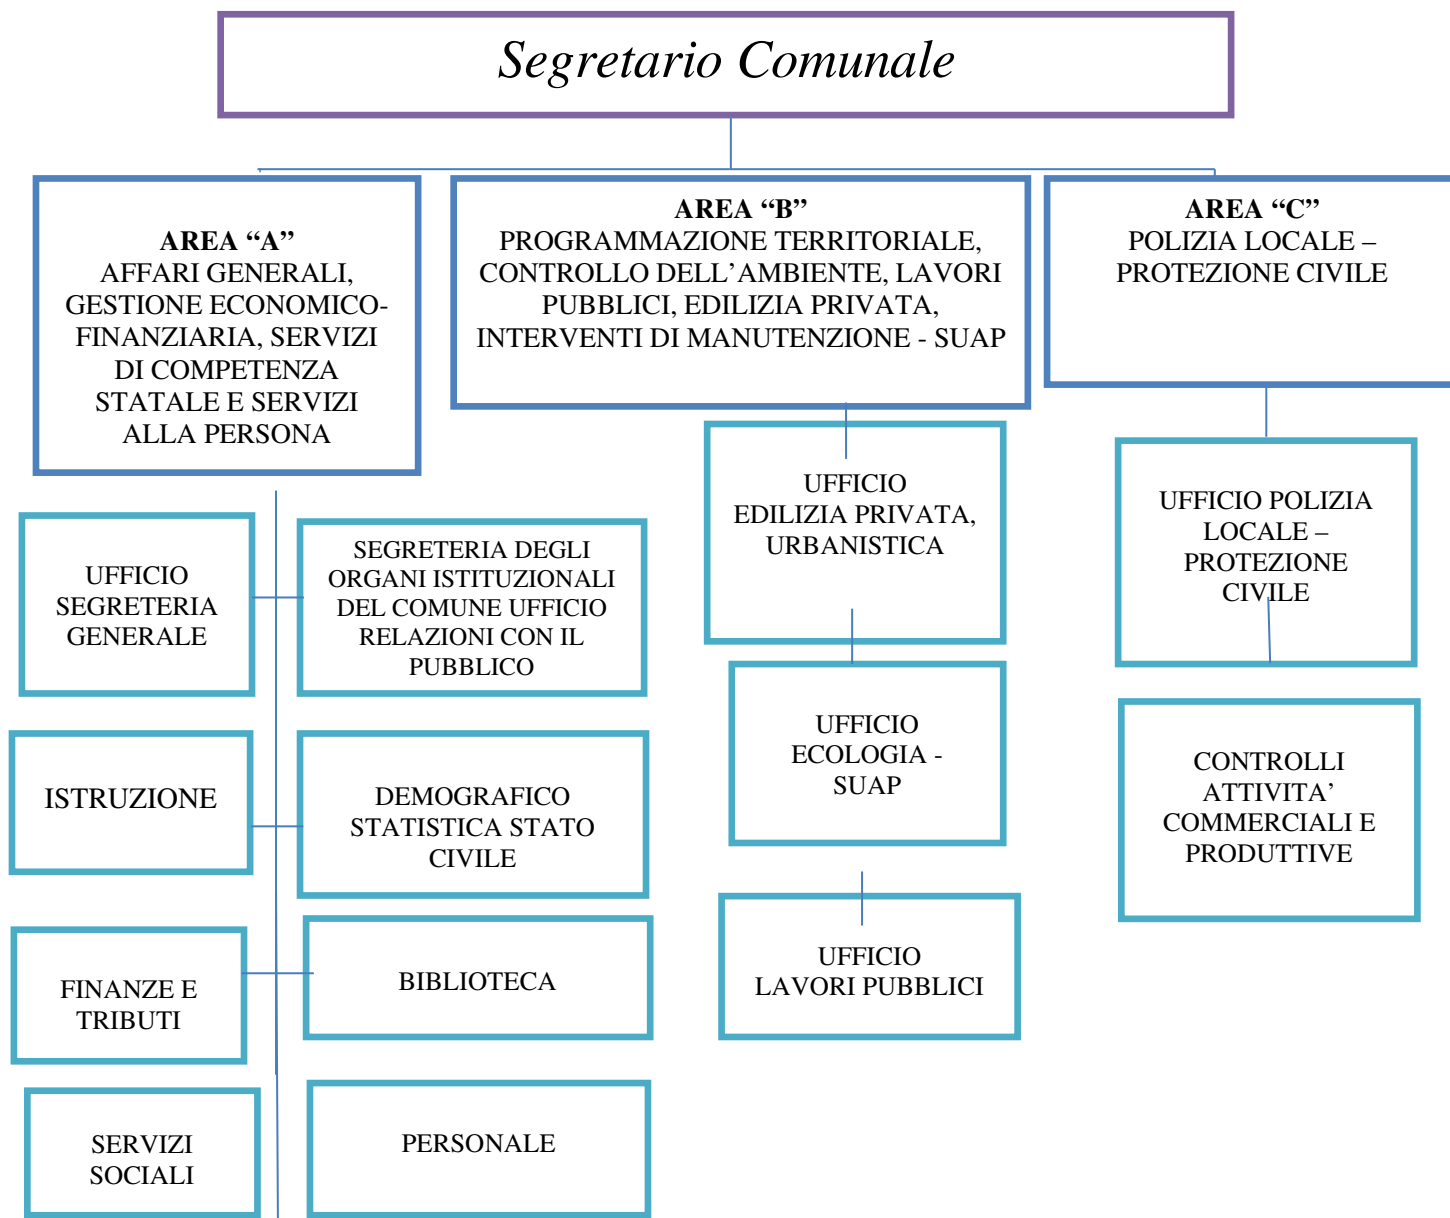 Segretario Comunale
AREA “A”
AFFARI GENERALI,
GESTIONE ECONOMICO-
FINANZIARIA, SERVIZI
DI COMPETENZA
STATALE E SERVIZI
ALLA PERSONA
AREA “B”
PROGRAMMAZIONE TERRITORIALE,
CONTROLLO DELL’AMBIENTE, LAVORI
PUBBLICI, EDILIZIA PRIVATA,
INTERVENTI DI MANUTENZIONE - SUAP
AREA “C”
POLIZIA LOCALE –
PROTEZIONE CIVILE
UFFICIO
SEGRETERIA
GENERALE
SEGRETERIA DEGLI
ORGANI ISTITUZIONALI
DEL COMUNE UFFICIO
RELAZIONI CON IL
PUBBLICO
ISTRUZIONE
DEMOGRAFICO
STATISTICA STATO
CIVILE
FINANZE E
TRIBUTI
BIBLIOTECA
SERVIZI
SOCIALI
PERSONALE
UFFICIO
EDILIZIA PRIVATA,
URBANISTICA
UFFICIO
ECOLOGIA -
SUAP
UFFICIO
LAVORI PUBBLICI
UFFICIO POLIZIA
LOCALE –
PROTEZIONE
CIVILE
CONTROLLI
ATTIVITA’
COMMERCIALI E
PRODUTTIVE